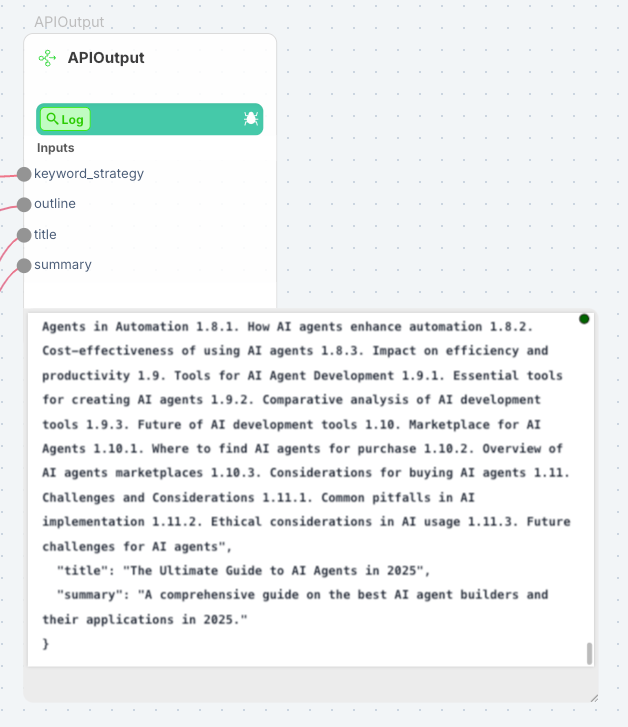 APIOutput
APIOutput
Log
Inputs
keyword_strategy
outline
title
summary
Agents in Automation 1.8.1. How AI agents enhance automation 1.8.2.
Cost-effectiveness of using AI agents 1.8.3. Impact on efficiency and
productivity 1.9. Tools for AI Agent Development 1.9.1. Essential tools
for creating AI agents 1.9.2. Comparative analysis of AI development
tools 1.9.3. Future of AI development tools 1.10. Marketplace for AI
Agents 1.10.1. Where to find AI agents for purchase 1.10.2. Overview of
AI agents marketplaces 1.10.3. Considerations for buying AI agents 1.11.
Challenges and Considerations 1.11.1. Common pitfalls in AI
implementation 1.11.2. Ethical considerations in AI usage 1.11.3. Future
challenges for AI agents",
"title": "The Ultimate Guide to AI Agents in 2025",
"summary": "A comprehensive guide on the best AI agent builders and
their applications in 2025."
}